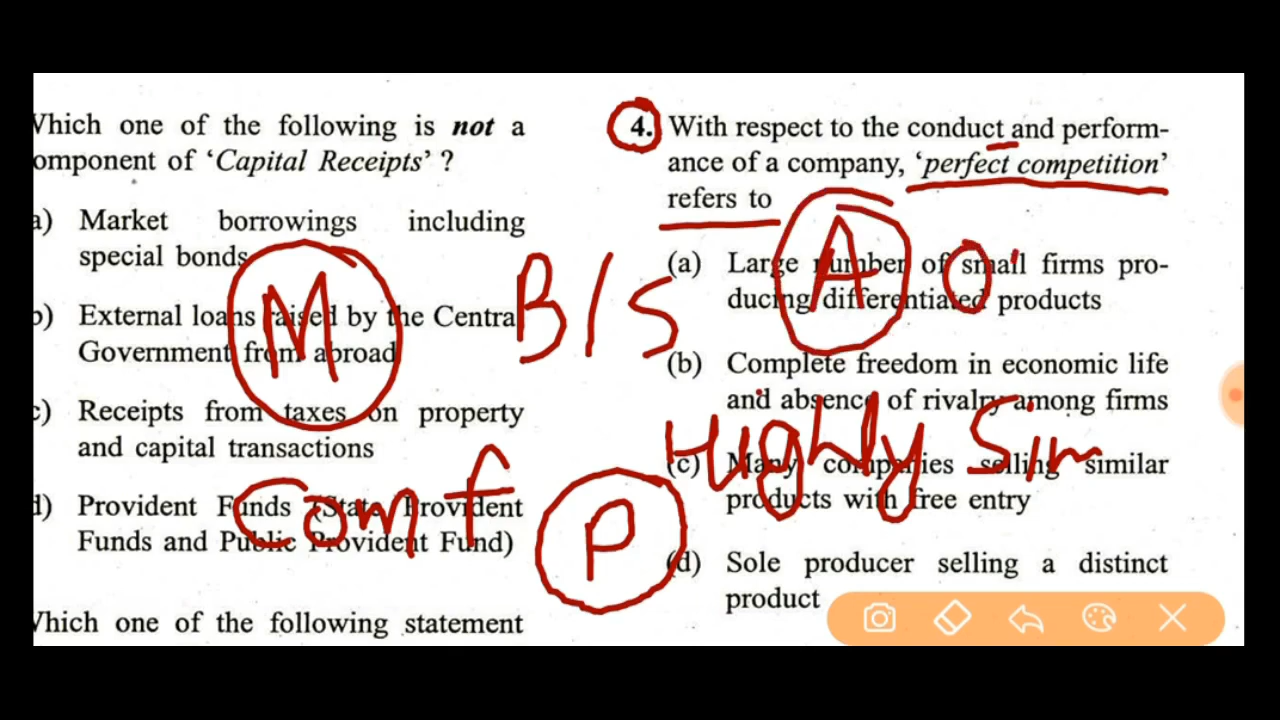 Which one of the following is not a
omponent of ‘Capital Receipts’ ?
a) Market borrowings including
special bonds
b) External loans raised by the Centra
Government from abroad
c) Receipts from taxes on property
and capital transactions
d) Provident Funds (State Provident
Funds and Public Provident Fund)
Which one of the following statement
4. With respect to the conduct and perform-
ance of a company, ‘perfect competition’
refers to
(a) Large number of small firms pro-
ducing differentiated products
(b) Complete freedom in economic life
and absence of rivalry among firms
(c) Many companies selling similar
products with free entry
(d) Sole producer selling a distinct
product
M
B/S
A
O
Highly Sim
Comf
P